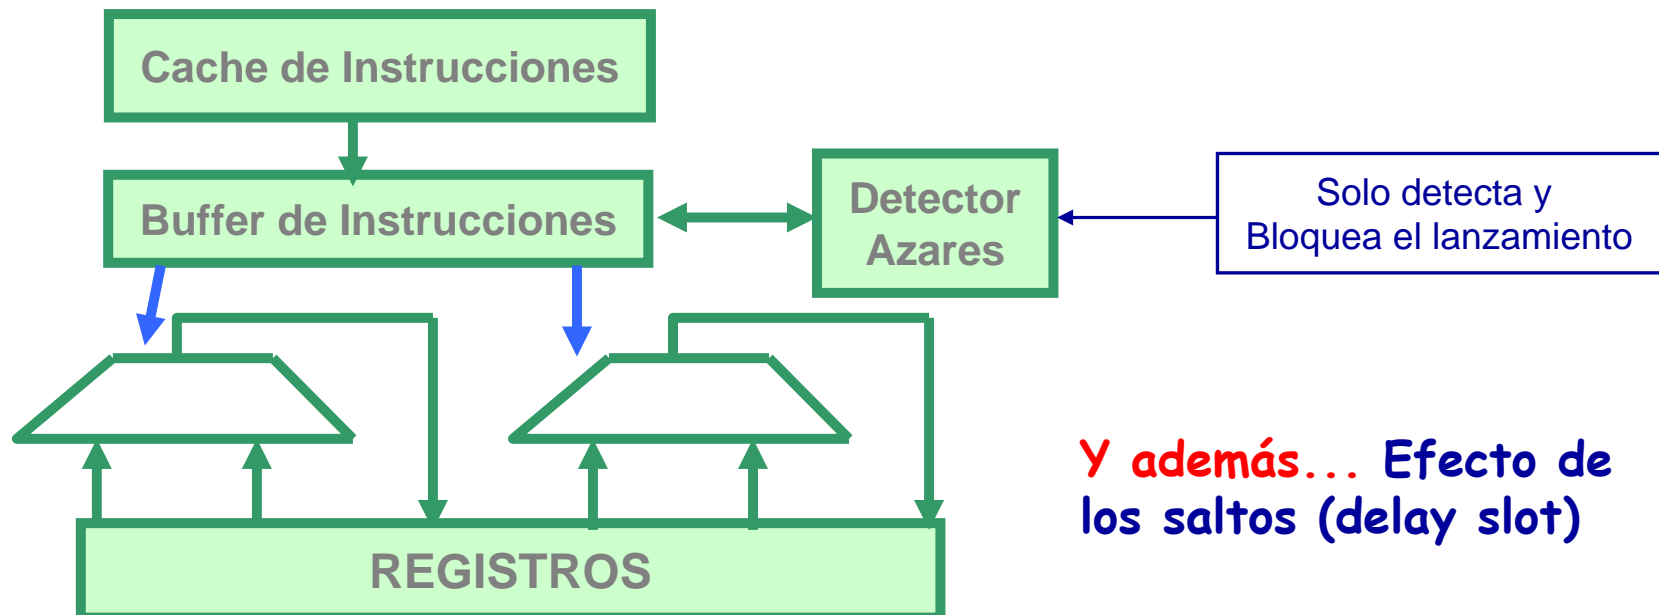 Cache de Instrucciones
Buffer de Instrucciones
Detector
Azares
Solo detecta y
Bloquea el lanzamiento
Y además... Efecto de
los saltos (delay slot)
REGISTROS